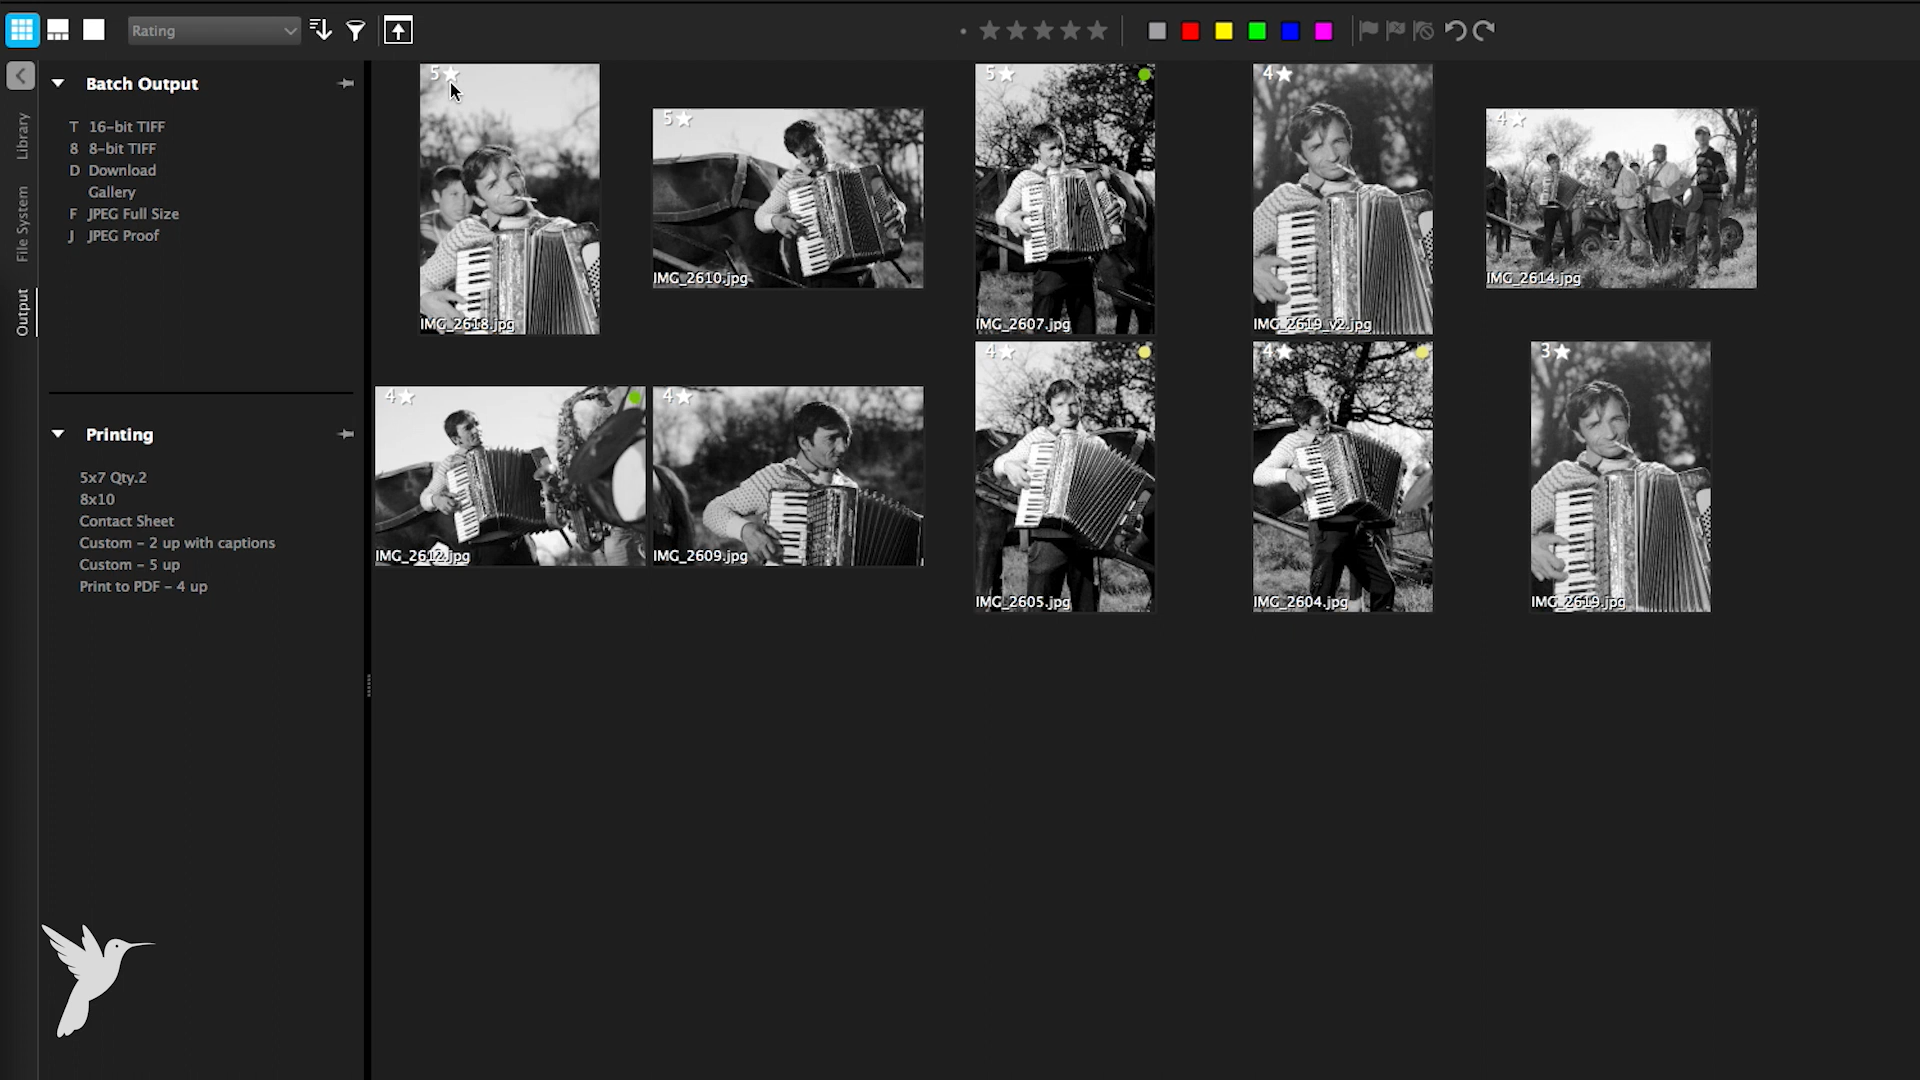 Rating
Batch Output
T 16-bit TIFF
8 8-bit TIFF
D Download
Gallery
F JPEG Full Size
J JPEG Proof
Library
File System
Output
Printing
5x7 Qty.2
8x10
Contact Sheet
Custom - 2 up with captions
Custom - 5 up
Print to PDF - 4 up
5
IMG_2618.jpg
5
IMG_2610.jpg
5
IMG_2607.jpg
4
IMG_2619_v2.jpg
4
IMG_2614.jpg
4
IMG_2612.jpg
4
IMG_2609.jpg
4
IMG_2605.jpg
4
IMG_2604.jpg
3
IMG_2619.jpg